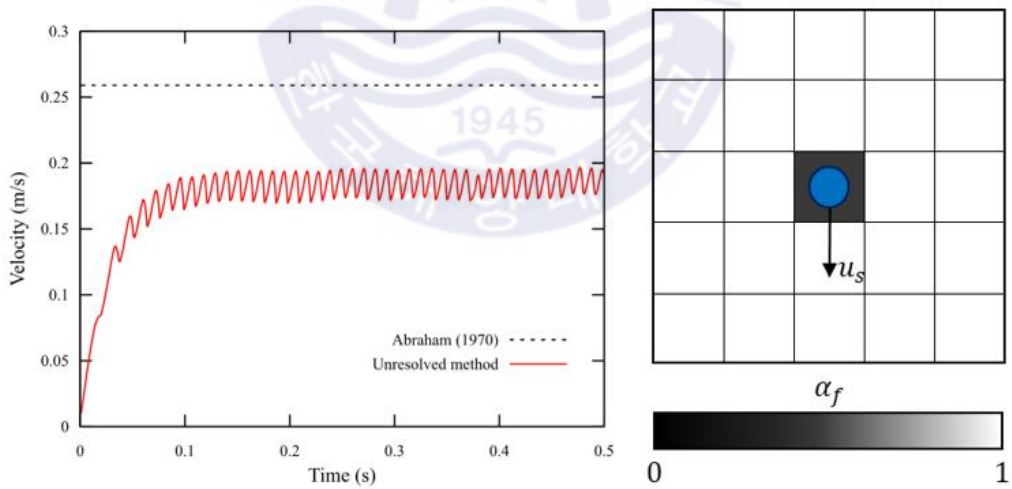 0.3
0.25
0.2
0.15
0.1
0.05
0
Velocity (m/s)
0
0.1
0.2
0.3
0.4
0.5
Time (s)
Abraham (1970)
Unresolved method
1945
u_s
α_f
0
1